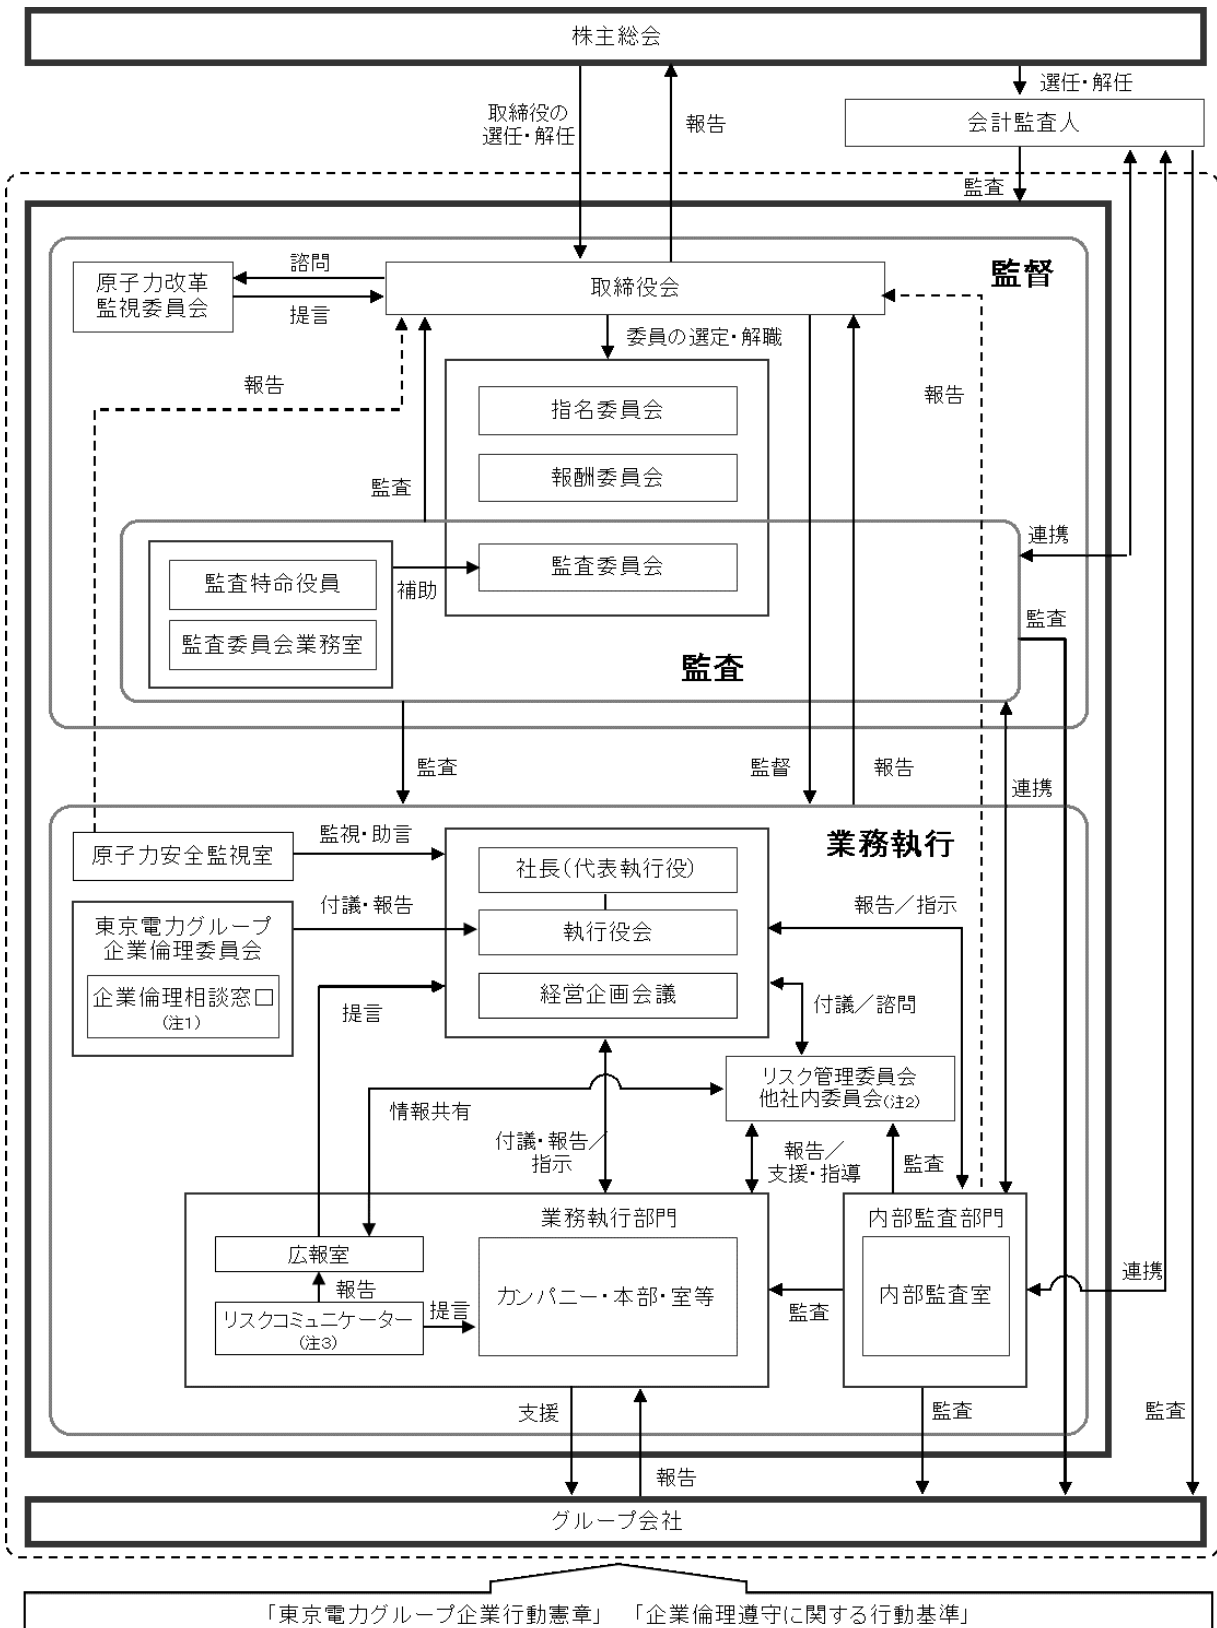 株主総会
選任・解任
取締役の
選任・解任
報告
会計監査人
監査
監督
原子力改革
監視委員会
諮問
提言
取締役会
委員の選定・解職
報告
報告
指名委員会
報酬委員会
監査
連携
監査委員会
補助
監査特命役員
監査委員会業務室
監査
監査
監査
監督
報告
連携
業務執行
原子力安全監視室
監視・助言
社長(代表執行役)
付議・報告
執行役会
報告／指示
東京電力グループ
企業倫理委員会
企業倫理相談窓口
(注1)
提言
経営企画会議
付議／諮問
リスク管理委員会
他社内委員会(注2)
情報共有
付議・報告／
指示
報告／
支援・指導
監査
業務執行部門
内部監査部門
広報室
報告
リスクコミュニケーター
(注3)
提言
カンパニー・本部・室等
監査
内部監査室
連携
支援
報告
監査
監査
グループ会社
「東京電力グループ企業行動憲章」 「企業倫理遵守に関する行動基準」